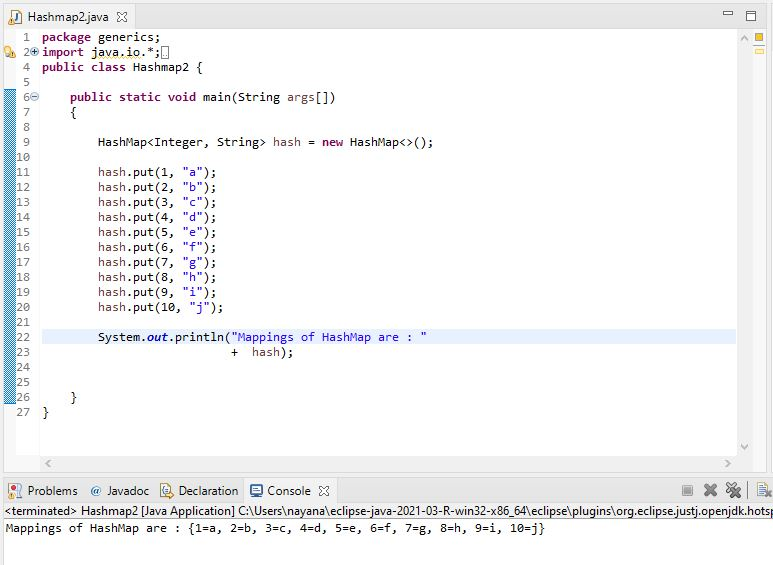 Hashmap2.java
1 package generics;
2 import java.io.*;
4 public class Hashmap2 {
5
6 public static void main(String args[])
7 {
8
9 HashMap<Integer, String> hash = new HashMap<>();
10
11 hash.put(1, "a");
12 hash.put(2, "b");
13 hash.put(3, "c");
14 hash.put(4, "d");
15 hash.put(5, "e");
16 hash.put(6, "f");
17 hash.put(7, "g");
18 hash.put(8, "h");
19 hash.put(9, "i");
20 hash.put(10, "j");
21
22 System.out.println("Mappings of HashMap are : "
23 + hash);
24
25
26 }
27 }
Problems @ Javadoc Declaration Console
<terminated> Hashmap2 [Java Application] C:\Users\nayana\eclipse-java-2021-03-R-win32-x86_64\eclipse\plugins\org.eclipse.justj.openjdk.hotsp
Mappings of HashMap are : {1=a, 2=b, 3=c, 4=d, 5=e, 6=f, 7=g, 8=h, 9=i, 10=j}